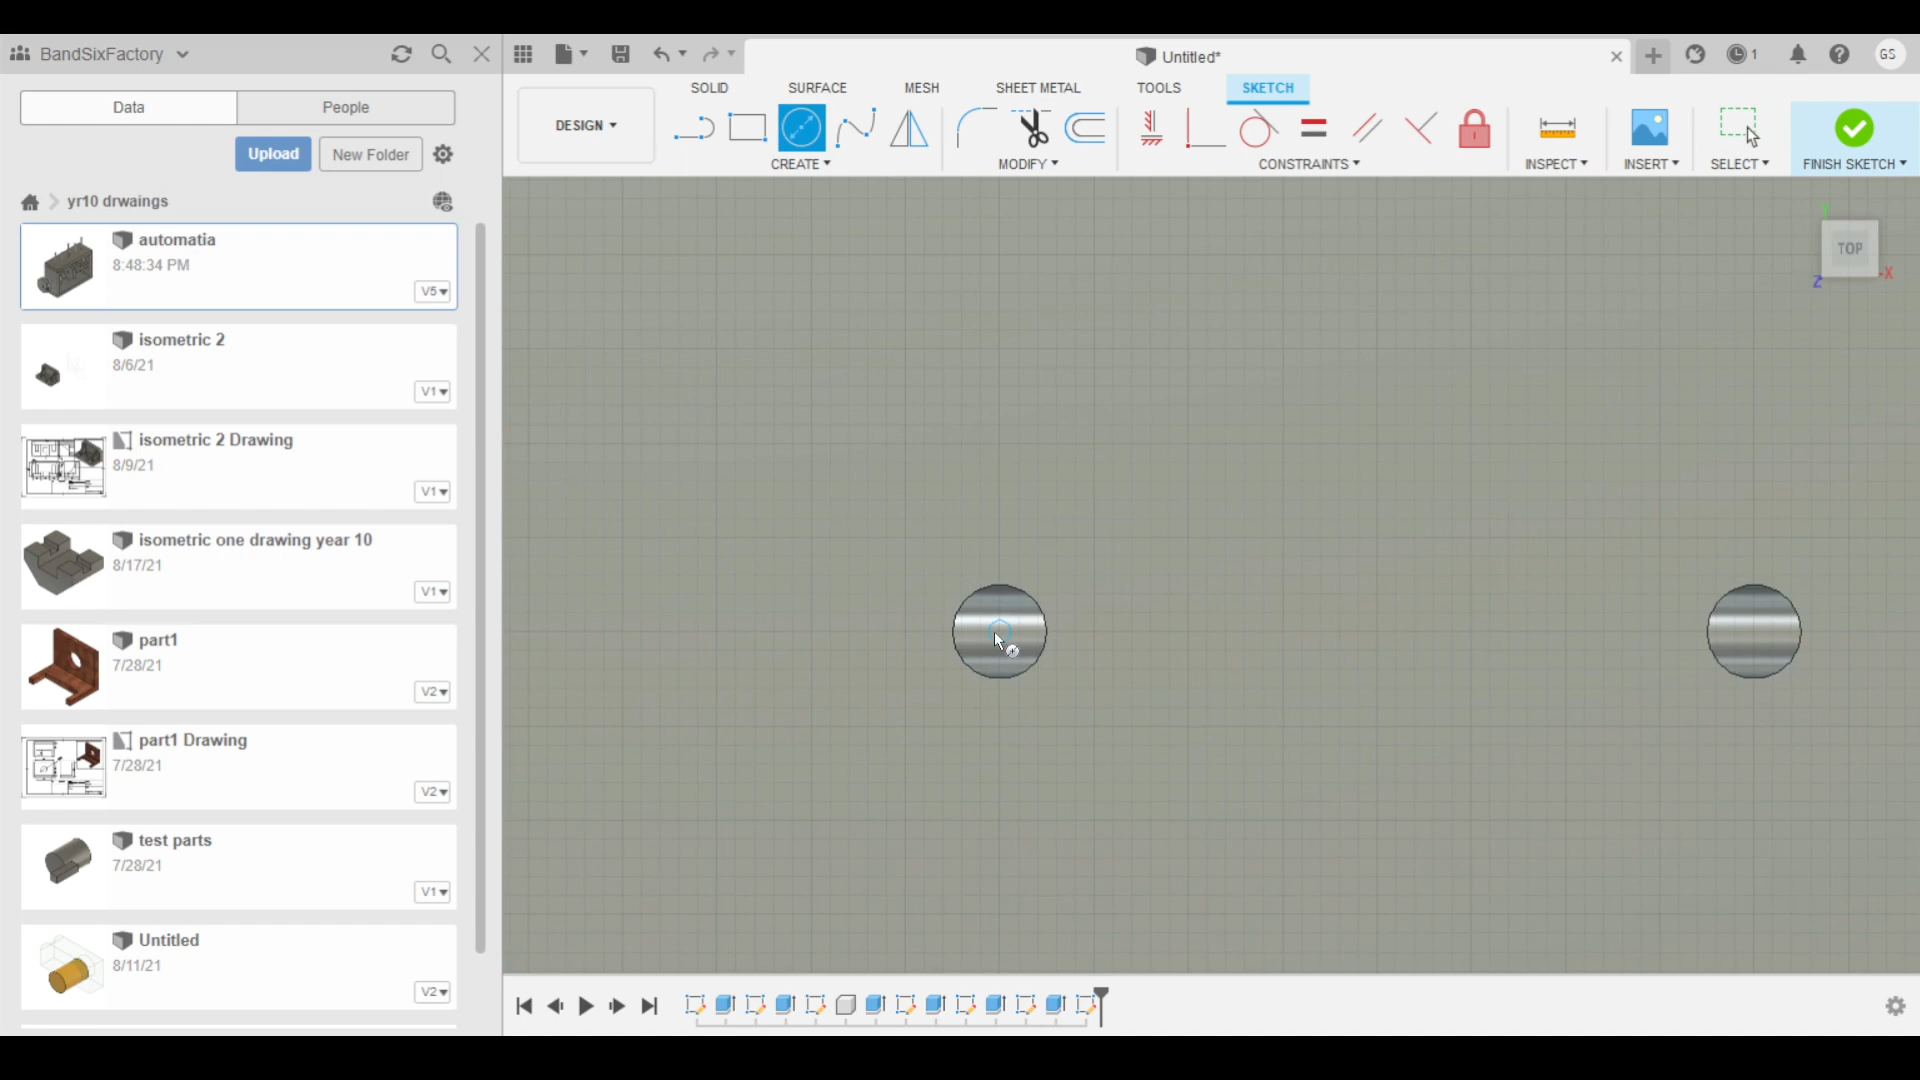 BandSixFactory
Untitled*
1
GS
Data
People
Upload
New Folder
yr10 drwaings
automatia
8:48:34 PM
V5
isometric 2
8/6/21
V1
isometric 2 Drawing
8/9/21
V1
isometric one drawing year 10
8/17/21
V1
part1
7/28/21
V2
part1 Drawing
7/28/21
V2
test parts
7/28/21
V1
Untitled
8/11/21
V2
SOLID
SURFACE
MESH
SHEET METAL
TOOLS
SKETCH
DESIGN
CREATE
MODIFY
CONSTRAINTS
INSPECT
INSERT
SELECT
FINISH SKETCH
Y
TOP
-X
Z